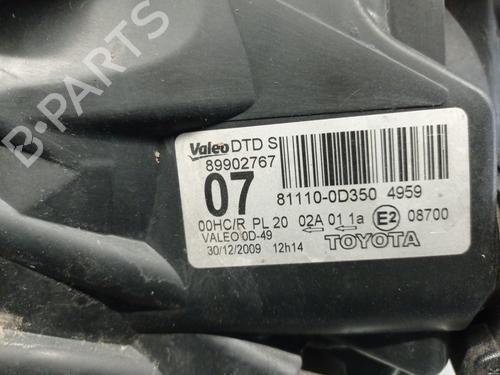 B-PARTS
Valeo DTD S
89902767
07 81110-0D350 4959
00HC/R PL 20 02A 01 1a E2 08700
VALEO 0D-49
30/12/2009 12h14 TOYOTA